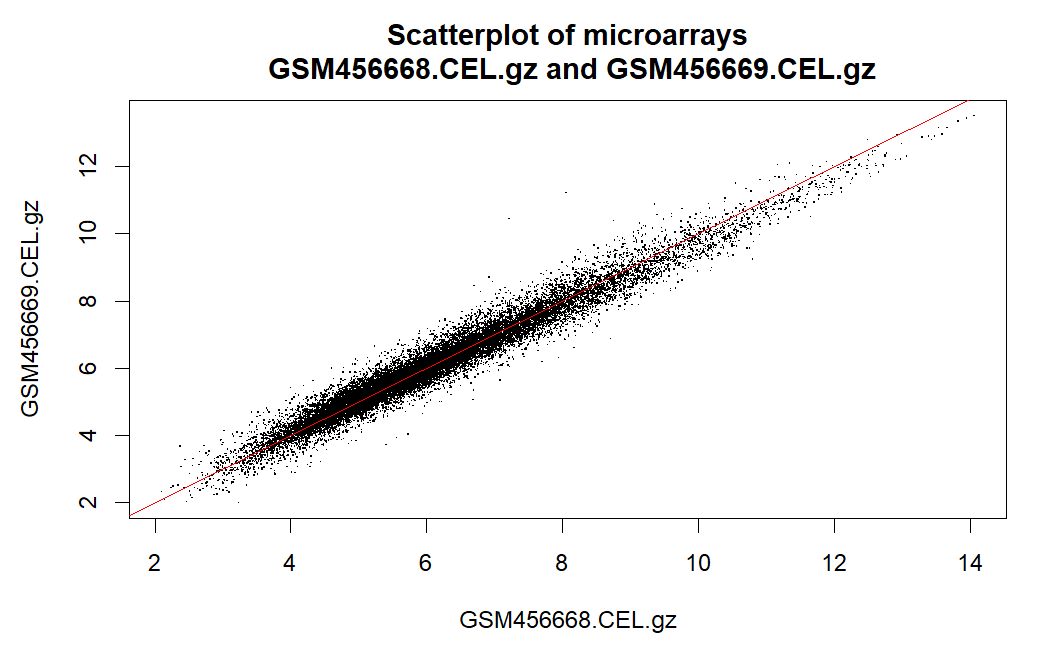 Scatterplot of microarrays
GSM456668.CEL.gz and GSM456669.CEL.gz
GSM456669.CEL.gz
12
10
8
6
4
2
2 4 6 8 10 12 14
GSM456668.CEL.gz